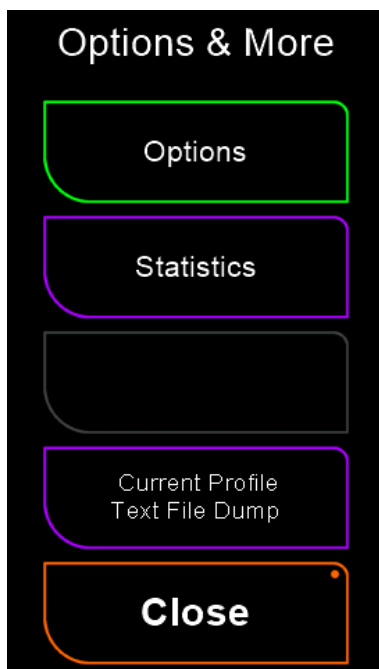 Options & More
Options
Statistics
Current Profile
Text File Dump
Close